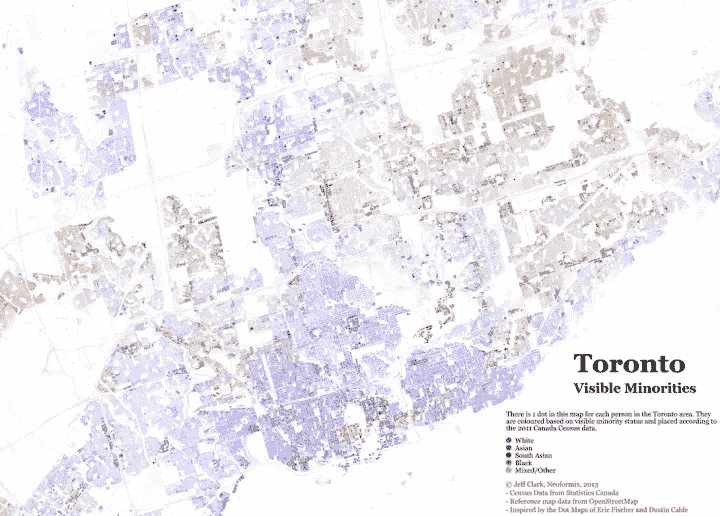 Toronto
Visible Minorities
There is 1 dot in this map for each person in the Toronto area. They
are coloured based on visible minority status and placed according to
the 2011 Canada Census data.
White
Asian
South Asian
Black
Mixed/Other
© Jeff Clark, Neoformix, 2013
- Census Data from Statistics Canada
- Reference map data from OpenStreetMap
- Inspired by the Dot Maps of Eric Fischer and Dustin Cable